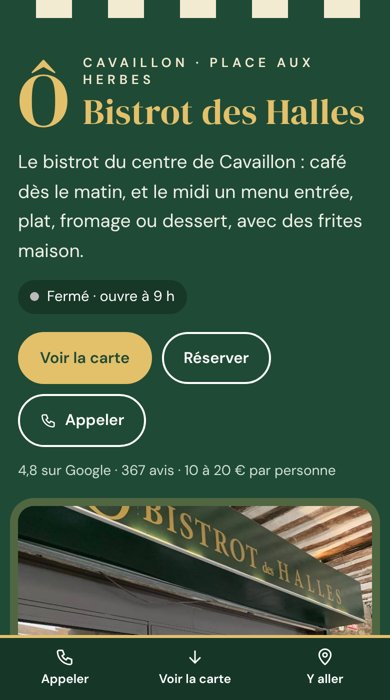 CAVAILLON · PLACE AUX
HERBES
Ô Bistrot des Halles
Le bistrot du centre de Cavaillon : café
dès le matin, et le midi un menu entrée,
plat, fromage ou dessert, avec des frites
maison.
Fermé · ouvre à 9 h
Voir la carte
Réserver
Appeler
4,8 sur Google · 367 avis · 10 à 20 € par personne
Ô BISTROT des HALLES
Appeler
Voir la carte
Y aller